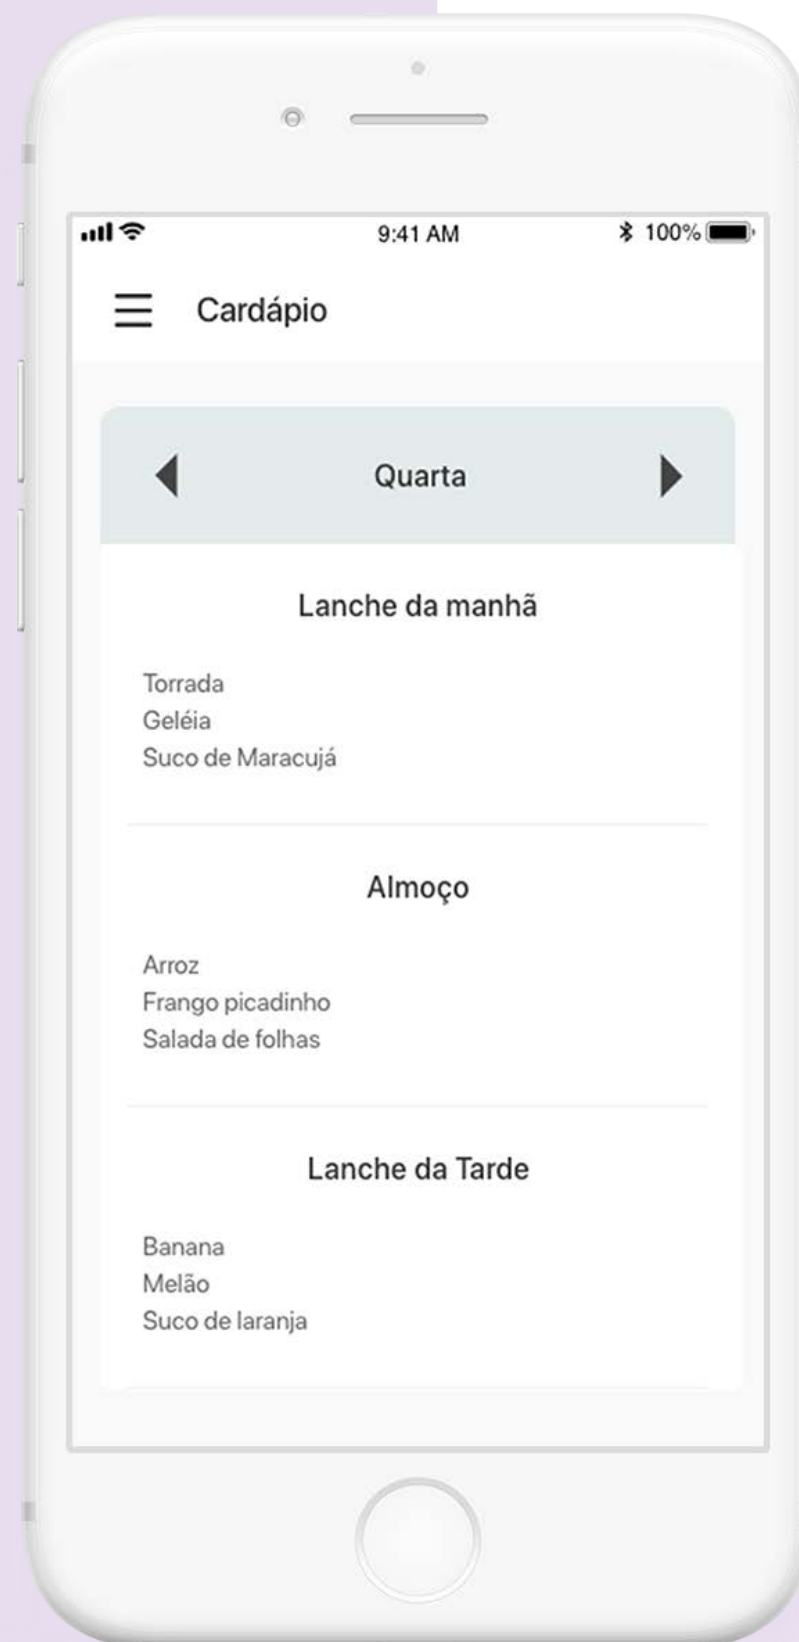 9:41 AM 100%
Cardápio
Quarta
Lanche da manhã
Torrada
Geléia
Suco de Maracujá
Almoço
Arroz
Frango picadinho
Salada de folhas
Lanche da Tarde
Banana
Melão
Suco de laranja